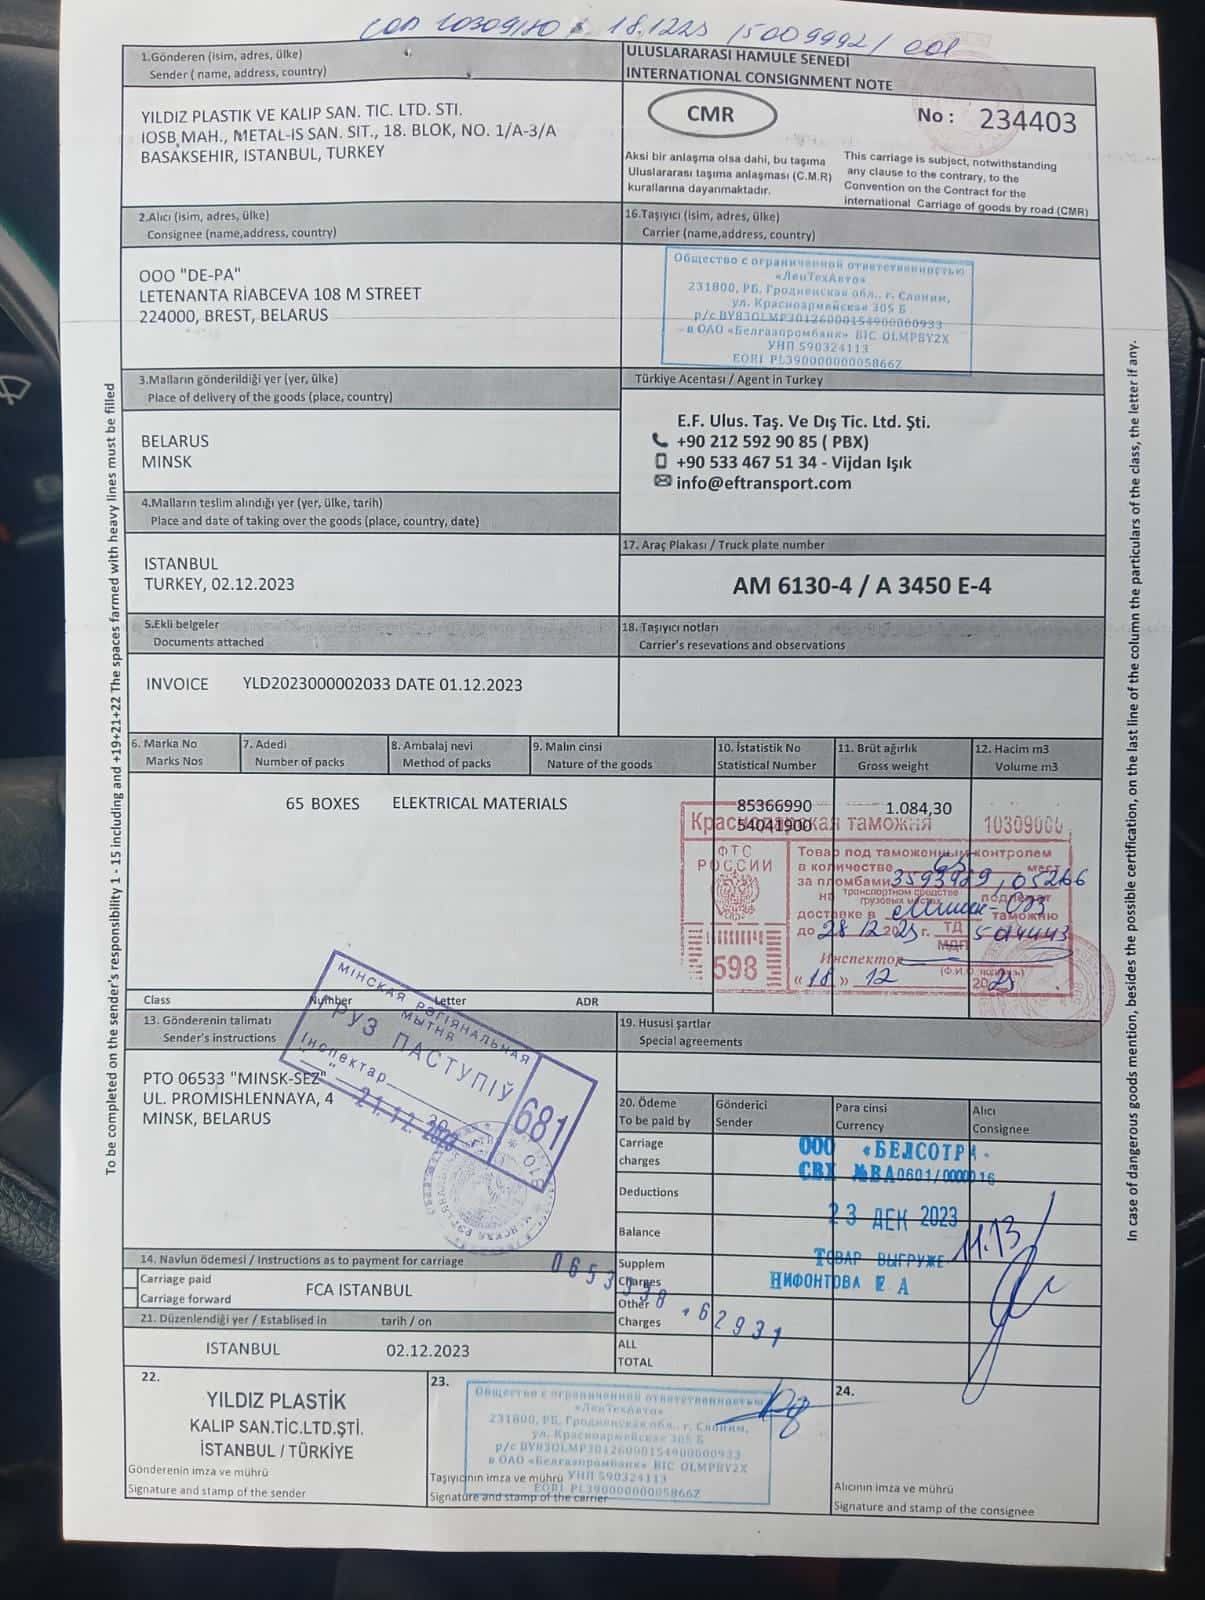 1.Gönderen (isim, adres, ülke)
Sender ( name, address, country)
YILDIZ PLASTIK VE KALIP SAN. TIC. LTD. STI.
IOSB MAH., METAL-IS SAN. SIT., 18. BLOK, NO. 1/A-3/A
BASAKSEHIR, ISTANBUL, TURKEY
ULUSLARARASI HAMULE SENEDİ
INTERNATIONAL CONSIGNMENT NOTE
CMR
No : 234403
Aksi bir anlaşma olsa dahi, bu taşıma
Uluslararası taşıma anlaşması (C.M.R)
kurallarına dayanmaktadır.
This carriage is subject, notwithstanding
any clause to the contrary, to the
Convention on the Contract for the
international Carriage of goods by road (CMR)
2.Alıcı (isim, adres, ülke)
Consignee (name,address, country)
OOO "DE-PA"
LETENANTA RİABCEVA 108 M STREET
224000, BREST, BELARUS
16.Taşıyıcı (isim, adres, ülke)
Carrier (name,address, country)
Общество с ограниченной ответственностью
«ЛенТехАвто»
231800, РБ, Гродненская обл., г. Слоним,
ул. Красноармейская 305 Б
р/с BY83OLMP30126000154900000933
в ОАО «Белгазпромбанк» BIC OLMPBY2X
УНП 590324113
EORI PL390000000058667
3.Malların gönderildiği yer (yer, ülke)
Place of delivery of the goods (place, country)
BELARUS
MINSK
Türkiye Acentası / Agent in Turkey
E.F. Ulus. Taş. Ve Dış Tic. Ltd. Şti.
+90 212 592 90 85 ( PBX)
+90 533 467 51 34 - Vijdan Işık
info@eftransport.com
4.Malların teslim alındığı yer (yer, ülke, tarih)
Place and date of taking over the goods (place, country, date)
ISTANBUL
TURKEY, 02.12.2023
17. Araç Plakası / Truck plate number
AM 6130-4 / A 3450 E-4
5.Ekli belgeler
Documents attached
INVOICE YLD2023000002033 DATE 01.12.2023
18. Taşıyıcı notları
Carrier's resevations and observations
6. Marka No
Marks Nos
7. Adedi
Number of packs
8. Ambalaj nevi
Method of packs
9. Malın cinsi
Nature of the goods
10. İstatistik No
Statistical Number
11. Brüt ağırlık
Gross weight
12. Hacim m3
Volume m3
65 BOXES ELEKTRICAL MATERIALS
85366990
54041900
1.084,30
Краснодарская таможня 10309000
ФТС
РОССИИ
598
Товар под таможенным контролем
в количестве 65 мест
за пломбами 3593989, 05266
на транспортном средстве
грузовых местах подлежит
доставке в Минск-СЭЗ таможню
до 28 12 2023 г. ТД
МДП
5014443
Инспектор
(Ф.И.О. подпись)
« 18 » 12 2023
Class Number Letter ADR
13. Gönderenin talimatı
Sender's instructions
PTO 06533 "MINSK-SEZ"
UL. PROMISHLENNAYA, 4
MINSK, BELARUS
МІНСКАЯ РЭГІЯНАЛЬНАЯ
МЫТНЯ
ГРУЗ ПАСТУПІЎ
Інспектар
21.12.2023
681
19. Hususi şartlar
Special agreements
20. Ödeme
To be paid by
Gönderici
Sender
Para cinsi
Currency
Alıcı
Consignee
Carriage
charges
Deductions
Balance
Supplem
Charges
Other
Charges
ALL
TOTAL
ООО «БЕЛСОТРА»
СВХ №ВА0601/0000016
23 ДЕК 2023
11.13
ТОВАР ВЫГРУЖЕ
НИФОНТОВА Е А
14. Navlun ödemesi / Instructions as to payment for carriage
Carriage paid
Carriage forward
FCA ISTANBUL
21. Düzenlendiği yer / Establised in tarih / on
ISTANBUL 02.12.2023
22.
YILDIZ PLASTİK
KALIP SAN.TİC.LTD.ŞTİ.
İSTANBUL / TÜRKİYE
Gönderenin imza ve mührü
Signature and stamp of the sender
23.
Общество с ограниченной ответственностью
«ЛенТехАвто»
231800, РБ, Гродненская обл., г. Слоним,
ул. Красноармейская 305 Б
р/с BY83OLMP30126000154900000933
в ОАО «Белгазпромбанк» BIC OLMPBY2X
УНП 590324113
EORI PL390000000058667
Taşıyıcının imza ve mührü
Signature and stamp of the carrier
24.
Alıcının imza ve mührü
Signature and stamp of the consignee
To be completed on the sender's responsibility 1 - 15 including and +19+21+22 The spaces farmed with heavy lines must be filled
In case of dangerous goods mention, besides the possible certification, on the last line of the column the particulars of the class, the letter if any.